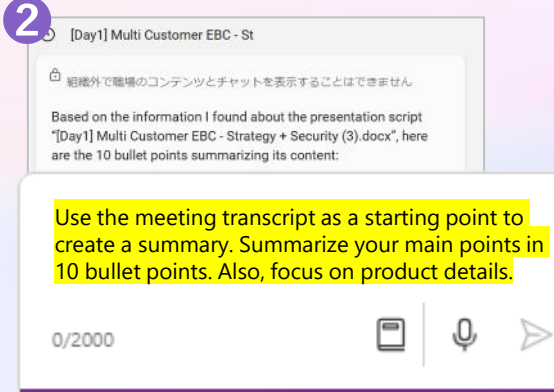 2
[Day1] Multi Customer EBC - St
組織外で職場のコンテンツとチャットを表示することはできません
Based on the information I found about the presentation script
"[Day1] Multi Customer EBC - Strategy + Security (3).docx", here
are the 10 bullet points summarizing its content:
Use the meeting transcript as a starting point to
create a summary. Summarize your main points in
10 bullet points. Also, focus on product details.
0/2000